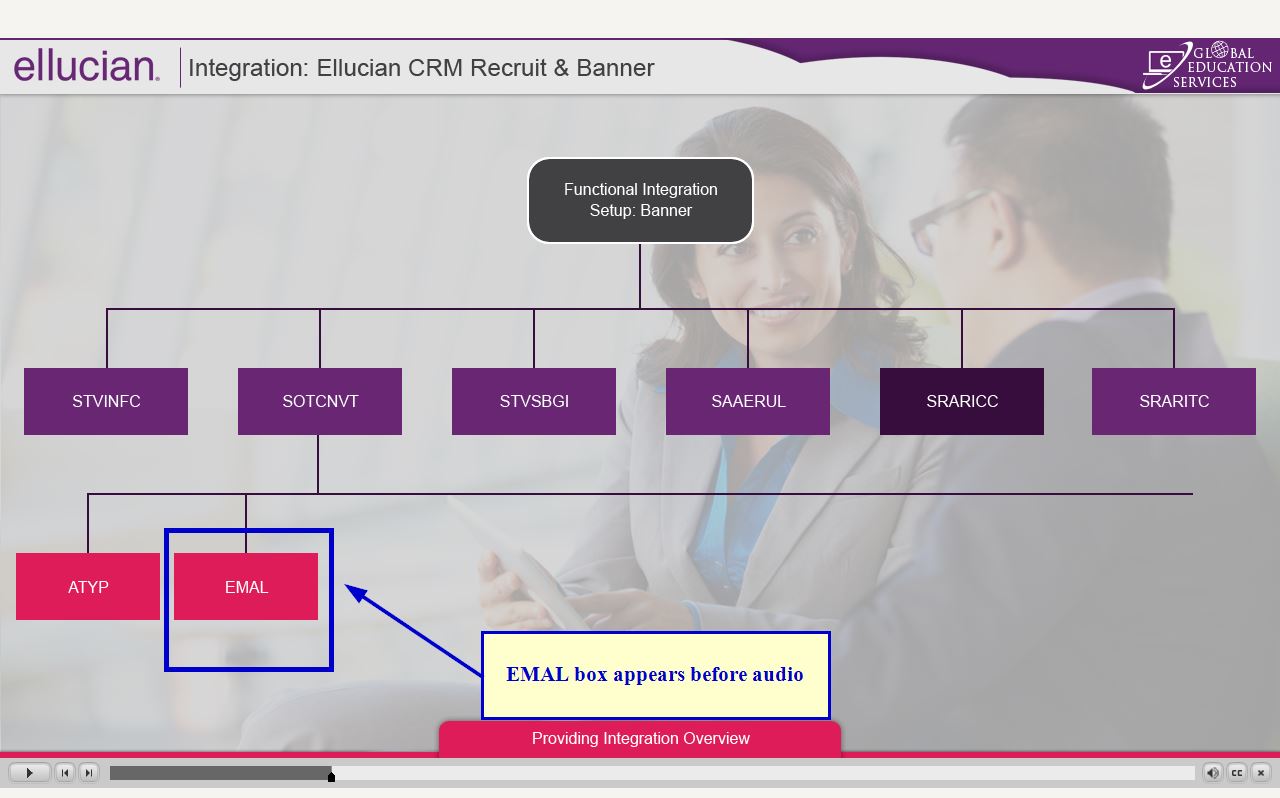 ellucian®
Integration: Ellucian CRM Recruit & Banner
e
GLOBAL
EDUCATION
SERVICES
Functional Integration
Setup: Banner
STVINFC
SOTCNVT
STVSBGI
SAAERUL
SRARICC
SRARITC
ATYP
EMAL
EMAL box appears before audio
Providing Integration Overview
CC